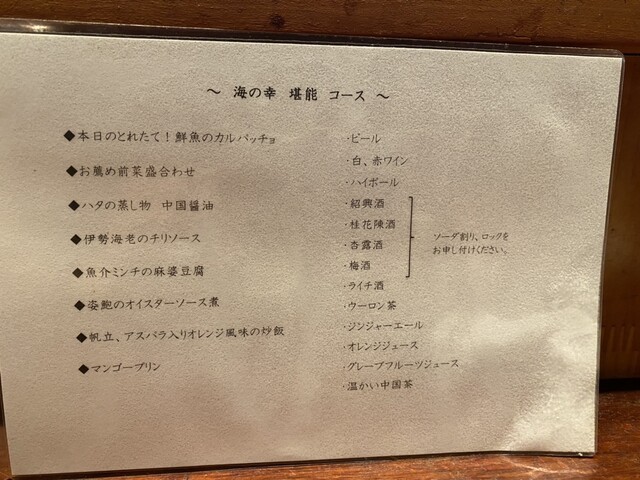 ～ 海の幸 堪能 コース ～
◆本日のとれたて！鮮魚のカルパッチョ
◆お薦め前菜盛合わせ
◆ハタの蒸し物 中国醤油
◆伊勢海老のチリソース
◆魚介ミンチの麻婆豆腐
◆姿鮑のオイスターソース煮
◆帆立、アスパラ入りオレンジ風味の炒飯
◆マンゴープリン
・ビール
・白、赤ワイン
・ハイボール
・紹興酒
・桂花陳酒
・杏露酒
・梅酒
・ライチ酒
・ウーロン茶
・ジンジャーエール
・オレンジジュース
・グレープフルーツジュース
・温かい中国茶
ソーダ割り、ロックを
お申し付けください。